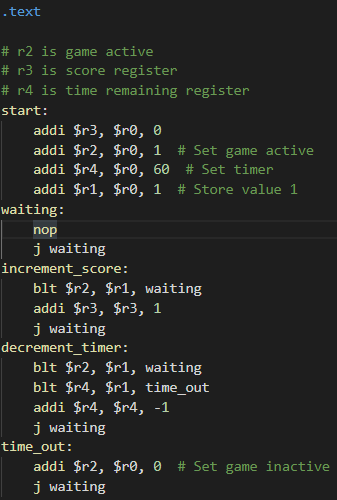 .text
# r2 is game active
# r3 is score register
# r4 is time remaining register
start:
addi $r3, $r0, 0
addi $r2, $r0, 1  # Set game active
addi $r4, $r0, 60  # Set timer
addi $r1, $r0, 1  # Store value 1
waiting:
nop
j waiting
increment_score:
blt $r2, $r1, waiting
addi $r3, $r3, 1
j waiting
decrement_timer:
blt $r2, $r1, waiting
blt $r4, $r1, time_out
addi $r4, $r4, -1
j waiting
time_out:
addi $r2, $r0, 0  # Set game inactive
j waiting